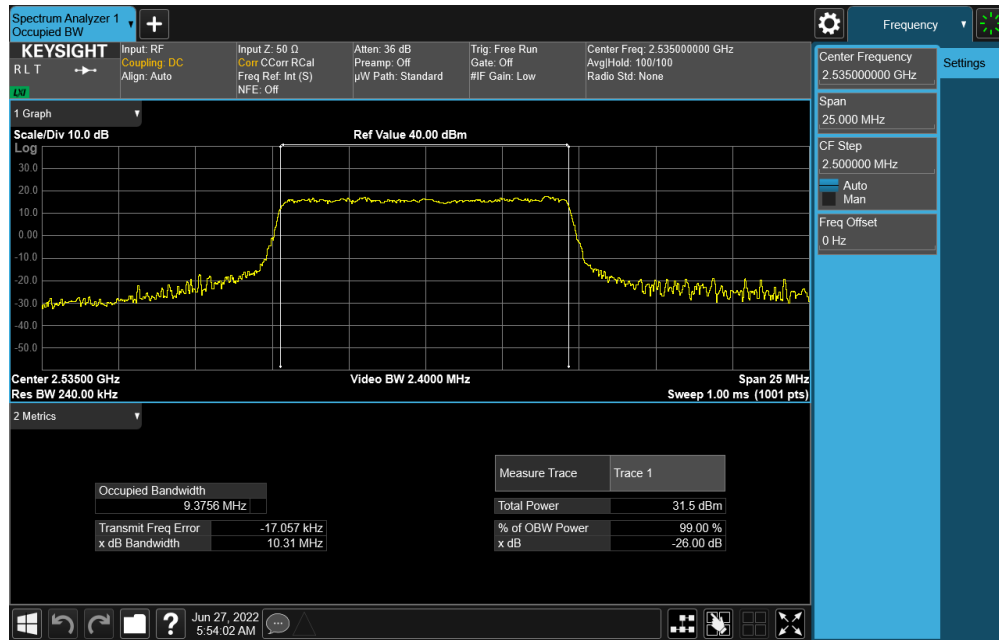 Spectrum Analyzer 1
Occupied BW
Frequency
KEYSIGHT
R L T
LXI
Input: RF
Coupling: DC
Align: Auto
Input Z: 50 Ω
Corr CCorr RCal
Freq Ref: Int (S)
NFE: Off
Atten: 36 dB
Preamp: Off
µW Path: Standard
Trig: Free Run
Gate: Off
#IF Gain: Low
Center Freq: 2.535000000 GHz
Avg|Hold: 100/100
Radio Std: None
Center Frequency
2.535000000 GHz
Settings
Span
25.000 MHz
CF Step
2.500000 MHz
Auto
Man
Freq Offset
0 Hz
1 Graph
Scale/Div 10.0 dB
Ref Value 40.00 dBm
Log
30.0
20.0
10.0
0.00
-10.0
-20.0
-30.0
-40.0
-50.0
Center 2.53500 GHz
Video BW 2.4000 MHz
Span 25 MHz
Res BW 240.00 kHz
Sweep 1.00 ms (1001 pts)
2 Metrics
Measure Trace
Trace 1
Occupied Bandwidth
9.3756 MHz
Total Power
31.5 dBm
Transmit Freq Error
-17.057 kHz
% of OBW Power
99.00 %
x dB Bandwidth
10.31 MHz
x dB
-26.00 dB
Jun 27, 2022
5:54:02 AM